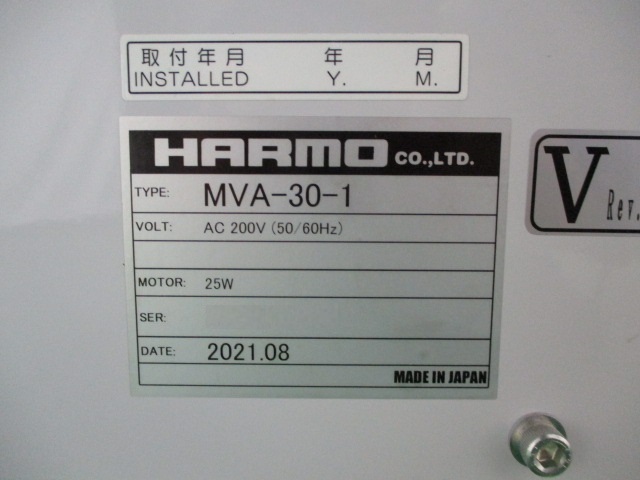 取付年月 年 月
INSTALLED Y. M.
HARMO CO.,LTD.
TYPE: MVA-30-1
VOLT: AC 200V (50/60Hz)
MOTOR: 25W
SER:
DATE: 2021.08
MADE IN JAPAN
V Rev.